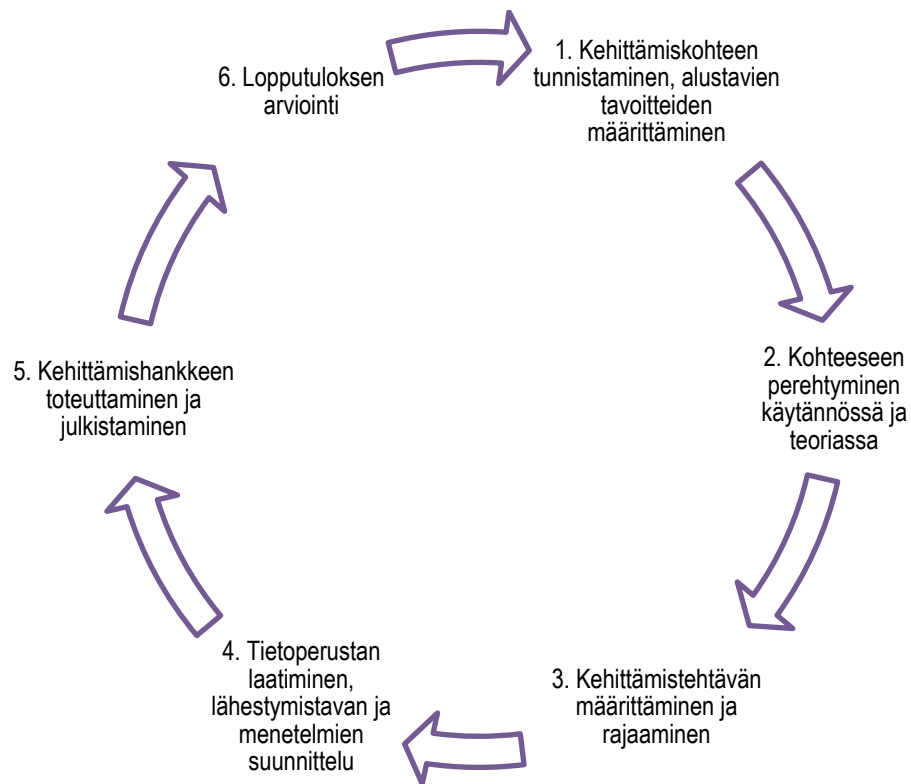 1. Kehittämiskohteen
tunnistaminen, alustavien
tavoitteiden
määrittäminen
2. Kohteeseen
perehtyminen
käytännössä ja
teoriassa
3. Kehittämistehtävän
määrittäminen ja
rajaaminen
4. Tietoperustan
laatiminen,
lähestymistavan ja
menetelmien
suunnittelu
5. Kehittämishankkeen
toteuttaminen ja
julkistaminen
6. Lopputuloksen
arviointi